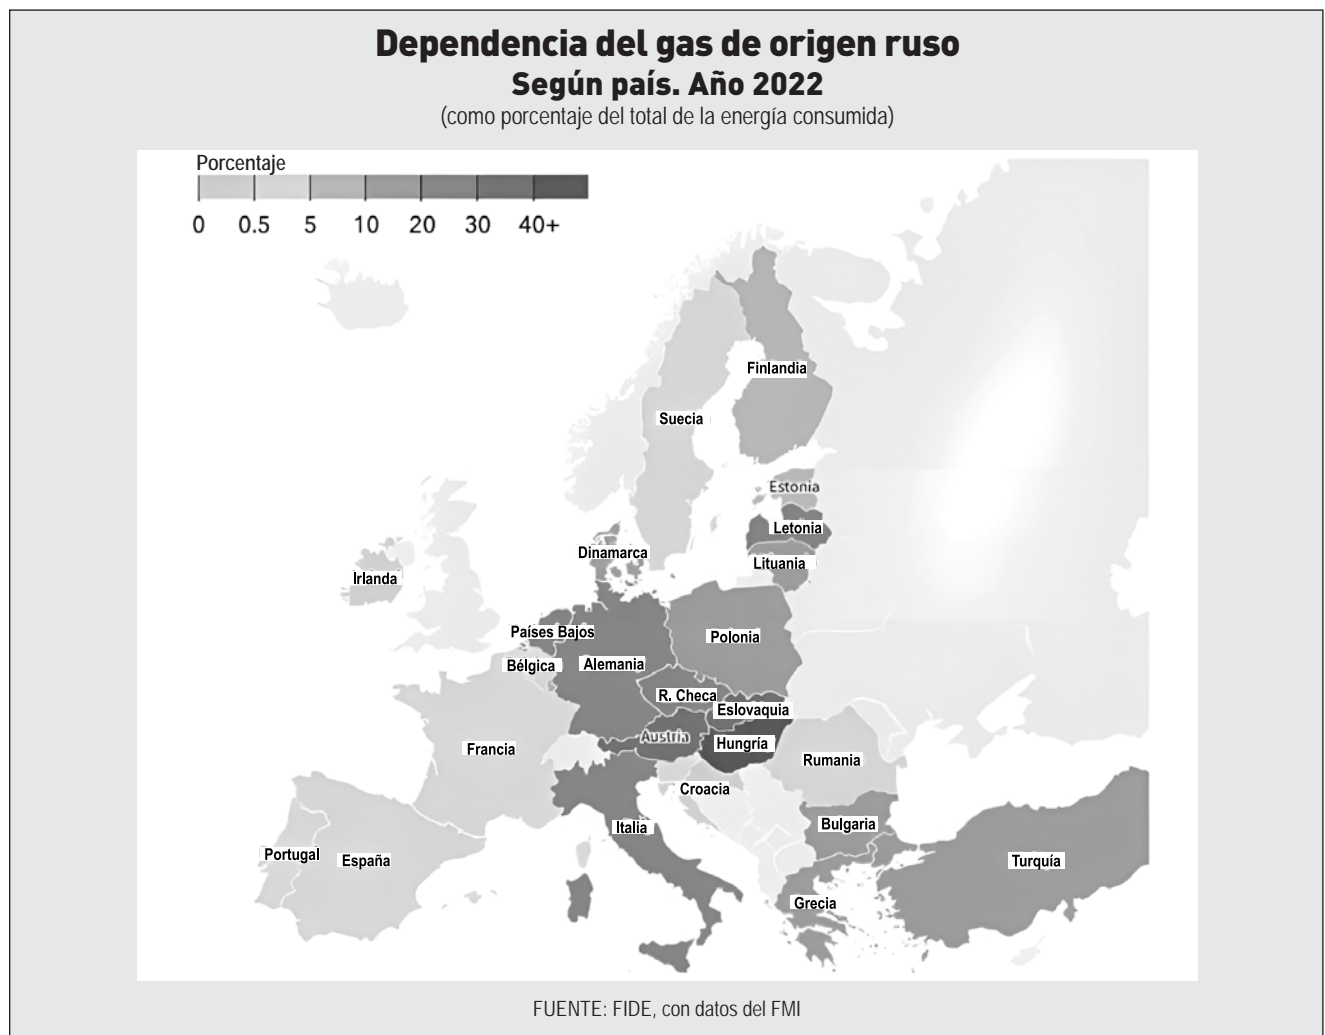 Dependencia del gas de origen ruso
Según país. Año 2022
(como porcentaje del total de la energía consumida)
Porcentaje
0 0.5 5 10 20 30 40+
Finlandia
Suecia
Estonia
Letonia
Dinamarca
Lituania
Irlanda
Países Bajos
Polonia
Bélgica
Alemania
R. Checa
Eslovaquia
Austria
Hungría
Francia
Rumania
Croacia
Italia
Bulgaria
Portugal
España
Turquía
Grecia
FUENTE: FIDE, con datos del FMI